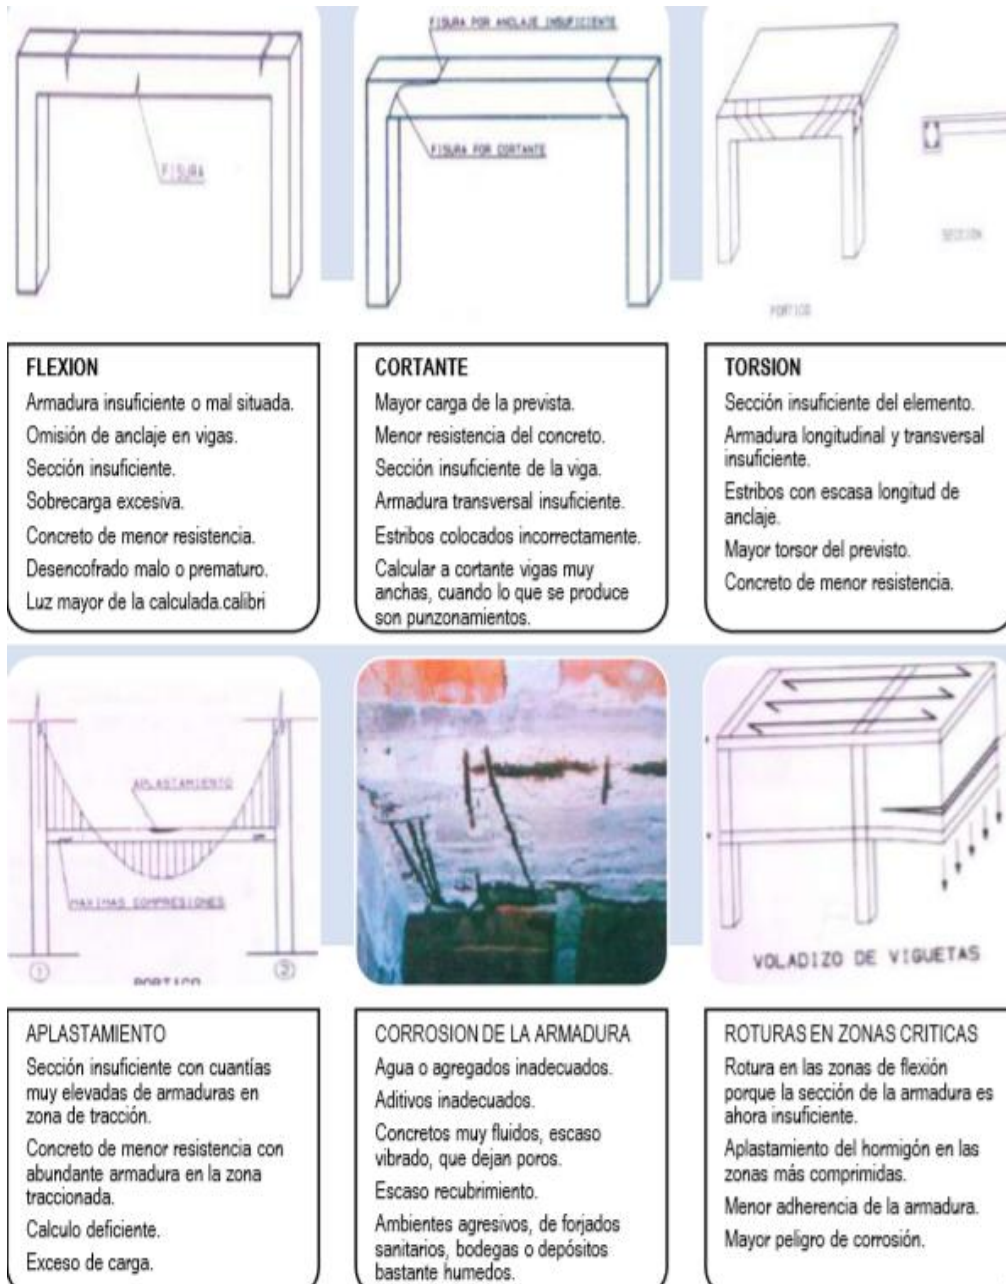 FISURA
FISURA POR ANCLAJE INSUFICIENTE
FISURA POR CORTANTE
SECCION
PORTICO
FLEXION
Armadura insuficiente o mal situada.
Omisión de anclaje en vigas.
Sección insuficiente.
Sobrecarga excesiva.
Concreto de menor resistencia.
Desencofrado malo o prematuro.
Luz mayor de la calculada.calibri
CORTANTE
Mayor carga de la prevista.
Menor resistencia del concreto.
Sección insuficiente de la viga.
Armadura transversal insuficiente.
Estribos colocados incorrectamente.
Calcular a cortante vigas muy
anchas, cuando lo que se produce
son punzonamientos.
TORSION
Sección insuficiente del elemento.
Armadura longitudinal y transversal
insuficiente.
Estribos con escasa longitud de
anclaje.
Mayor torsor del previsto.
Concreto de menor resistencia.
APLASTAMIENTO
MAXIMAS COMPRESIONES
1
2
PORTICO
VOLADIZO DE VIGUETAS
APLASTAMIENTO
Sección insuficiente con cuantías
muy elevadas de armaduras en
zona de tracción.
Concreto de menor resistencia con
abundante armadura en la zona
traccionada.
Calculo deficiente.
Exceso de carga.
CORROSION DE LA ARMADURA
Agua o agregados inadecuados.
Aditivos inadecuados.
Concretos muy fluidos, escaso
vibrado, que dejan poros.
Escaso recubrimiento.
Ambientes agresivos, de forjados
sanitarios, bodegas o depósitos
bastante humedos.
ROTURAS EN ZONAS CRITICAS
Rotura en las zonas de flexión
porque la sección de la armadura es
ahora insuficiente.
Aplastamiento del hormigón en las
zonas más comprimidas.
Menor adherencia de la armadura.
Mayor peligro de corrosión.